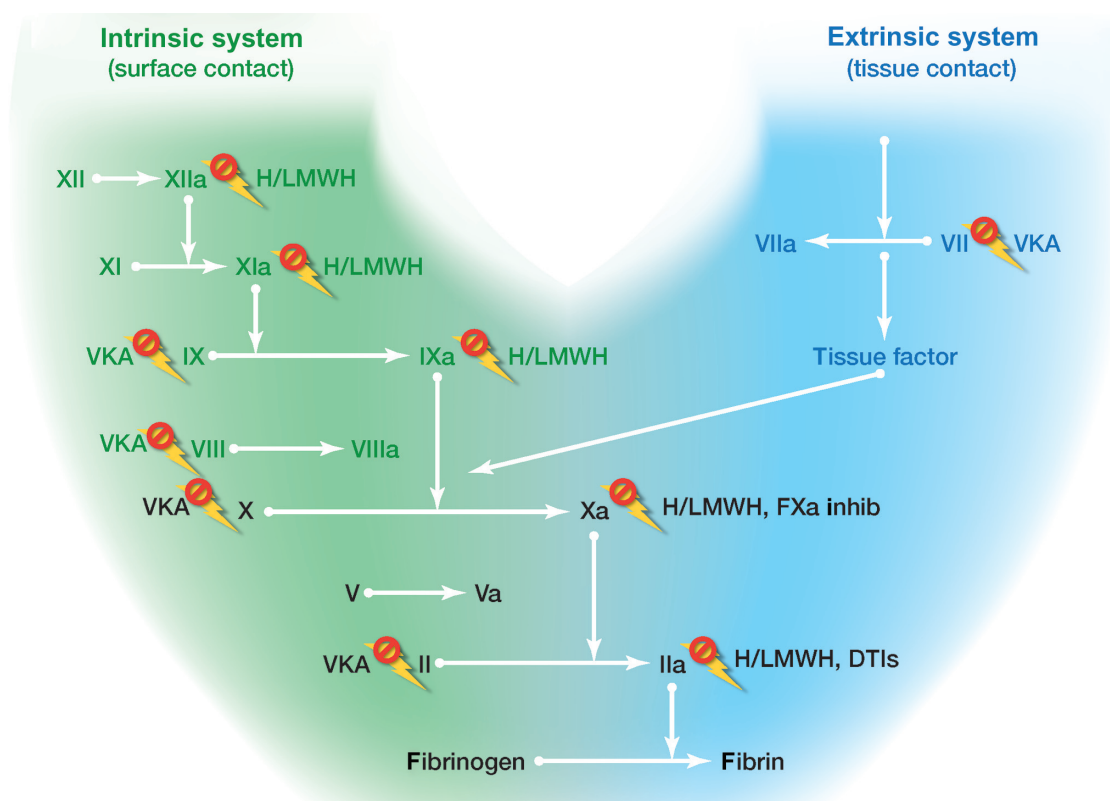 Intrinsic system
(surface contact)
Extrinsic system
(tissue contact)
XII XIIa H/LMWH
VIIa VII VKA
XI XIa H/LMWH
VKA IX IXa H/LMWH
Tissue factor
VKA VIII VIIIa
VKA X Xa H/LMWH, FXa inhib
V Va
VKA II IIa H/LMWH, DTIs
Fibrinogen Fibrin